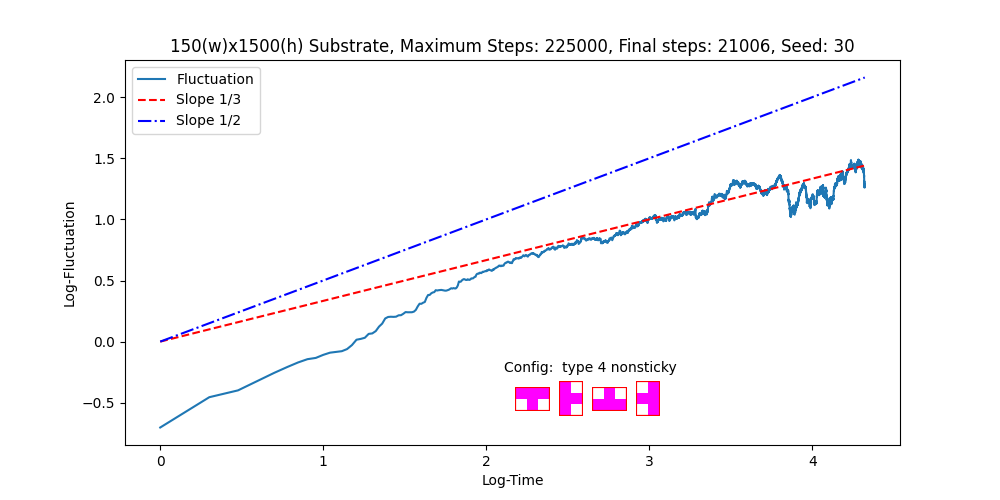 150(w)x1500(h) Substrate, Maximum Steps: 225000, Final steps: 21006, Seed: 30
Fluctuation
Slope 1/3
Slope 1/2
2.0
1.5
1.0
0.5
0.0
−0.5
Log-Fluctuation
Config:  type 4 nonsticky
0 1 2 3 4
Log-Time